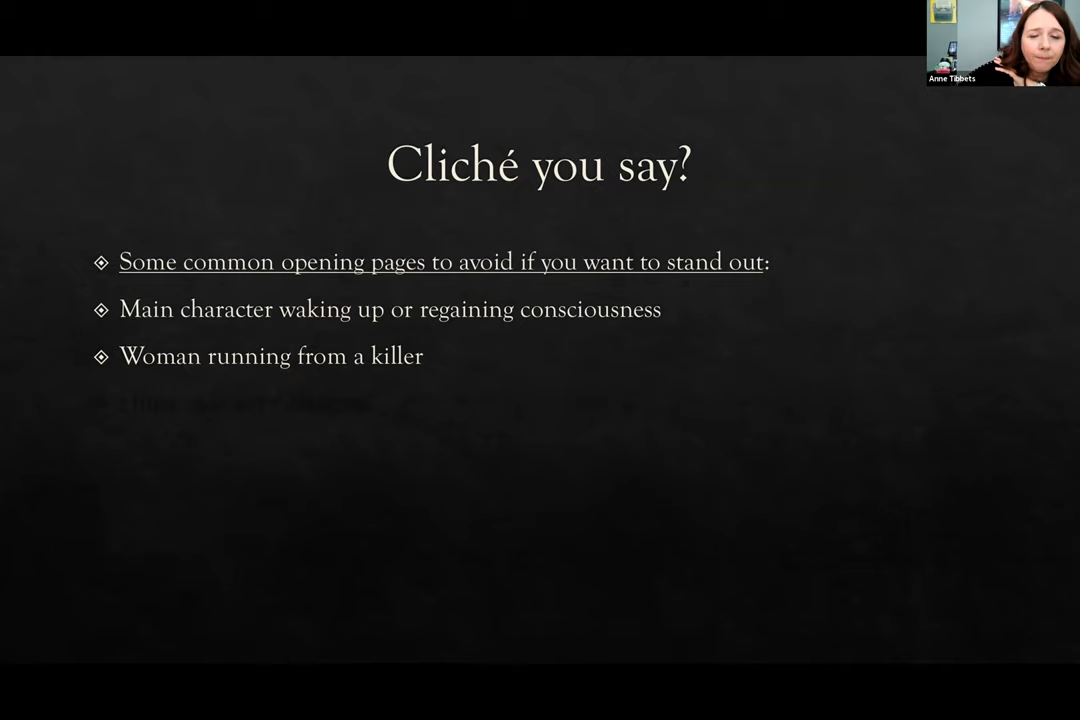 Anne Tibbets
Cliché you say?
Some common opening pages to avoid if you want to stand out:
Main character waking up or regaining consciousness
Woman running from a killer